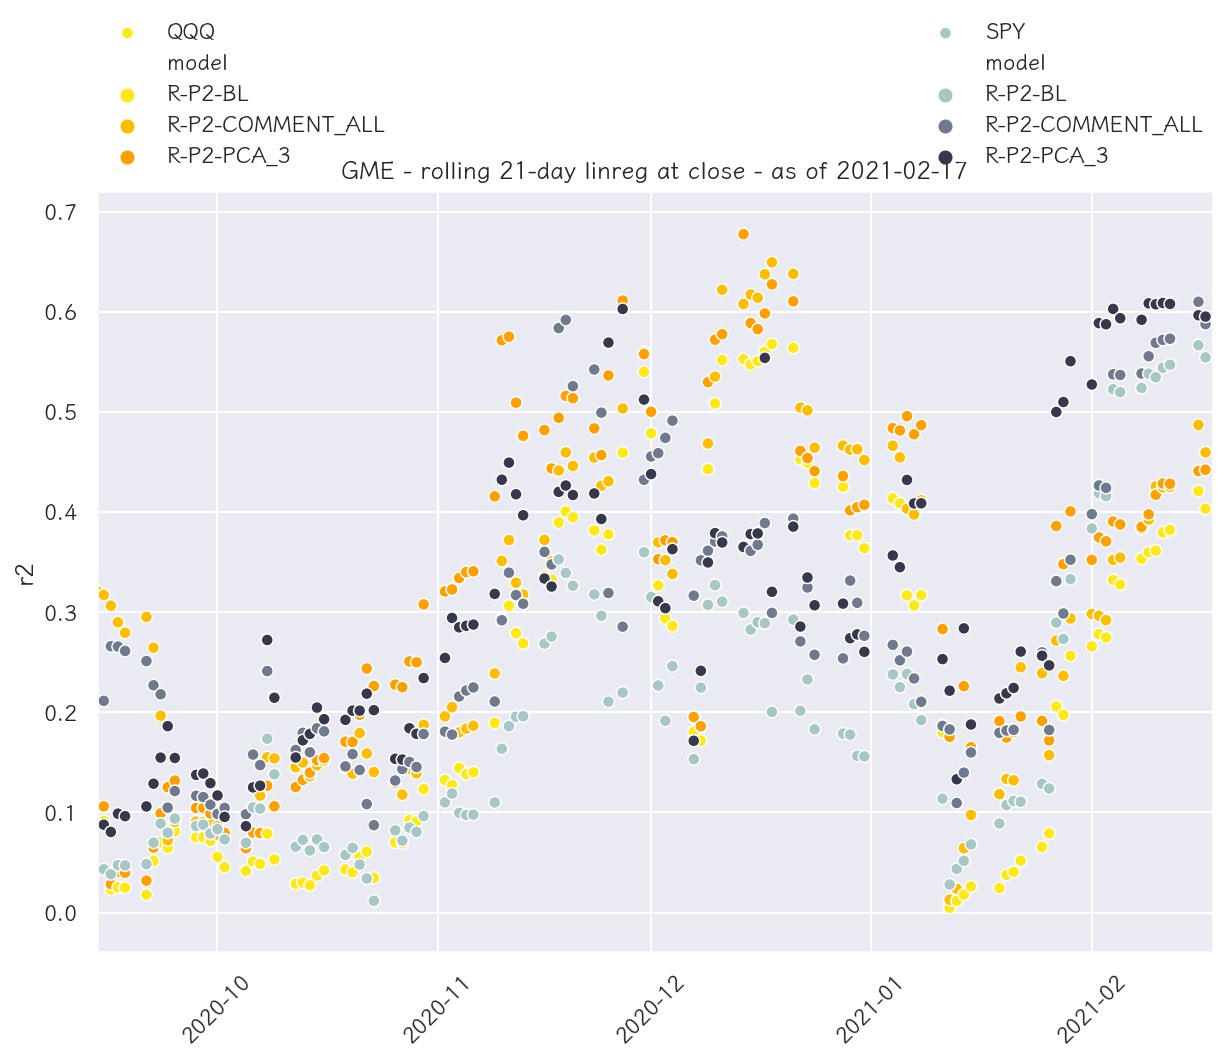 QQQ
model
R-P2-BL
R-P2-COMMENT_ALL
R-P2-PCA_3
SPY
model
R-P2-BL
R-P2-COMMENT_ALL
R-P2-PCA_3
GME - rolling 21-day linreg at close - as of 2021-02-17
0.7
0.6
0.5
0.4
0.3
0.2
0.1
0.0
r2
2020-10
2020-11
2020-12
2021-01
2021-02